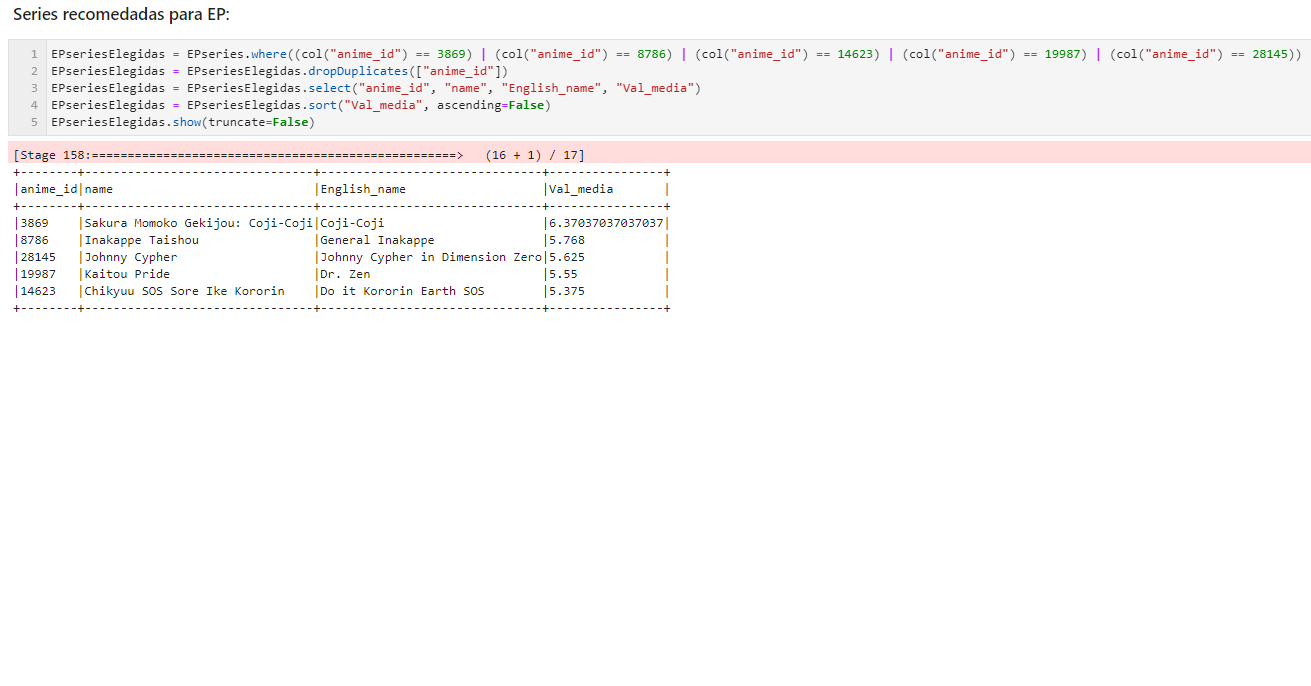 Series recomedadas para EP:
1 EPseriesElegidas = EPseries.where((col("anime_id") == 3869) | (col("anime_id") == 8786) | (col("anime_id") == 14623) | (col("anime_id") == 19987) | (col("anime_id") == 28145))
2 EPseriesElegidas = EPseriesElegidas.dropDuplicates(["anime_id"])
3 EPseriesElegidas = EPseriesElegidas.select("anime_id", "name", "English_name", "Val_media")
4 EPseriesElegidas = EPseriesElegidas.sort("Val_media", ascending=False)
5 EPseriesElegidas.show(truncate=False)
[Stage 158:===================================================>   (16 + 1) / 17]
+--------+--------------------------------+-------------------------------+----------------+
|anime_id|name                            |English_name                   |Val_media       |
+--------+--------------------------------+-------------------------------+----------------+
|3869    |Sakura Momoko Gekijou: Coji-Coji|Coji-Coji                      |6.37037037037037|
|8786    |Inakappe Taishou                |General Inakappe               |5.768           |
|28145   |Johnny Cypher                   |Johnny Cypher in Dimension Zero|5.625           |
|19987   |Kaitou Pride                    |Dr. Zen                        |5.55            |
|14623   |Chikyuu SOS Sore Ike Kororin    |Do it Kororin Earth SOS        |5.375           |
+--------+--------------------------------+-------------------------------+----------------+